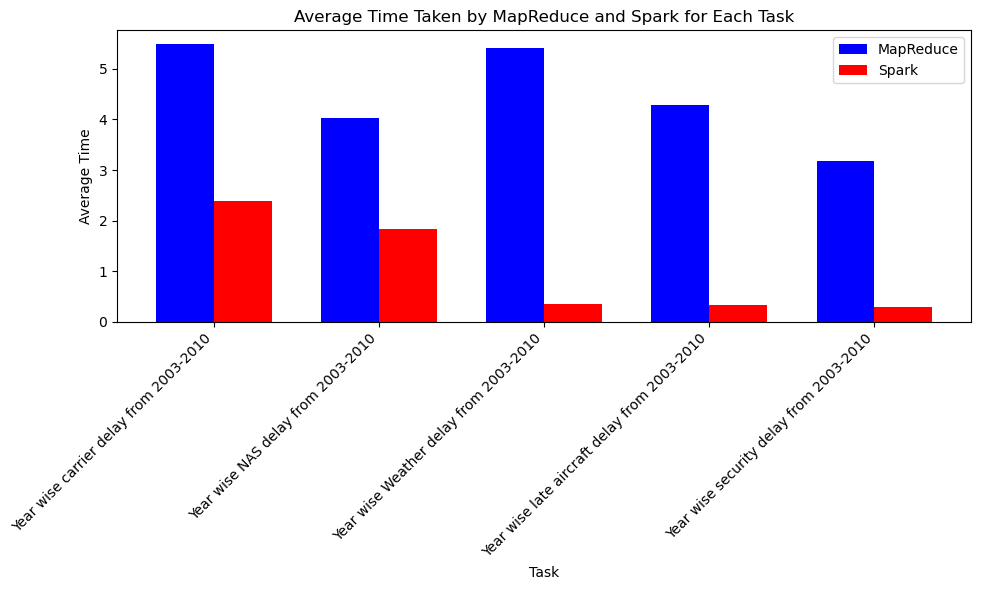 Average Time Taken by MapReduce and Spark for Each Task
MapReduce
Spark
Average Time
5
4
3
2
1
0
Year wise carrier delay from 2003-2010
Year wise NAS delay from 2003-2010
Year wise Weather delay from 2003-2010
Year wise late aircraft delay from 2003-2010
Year wise security delay from 2003-2010
Task